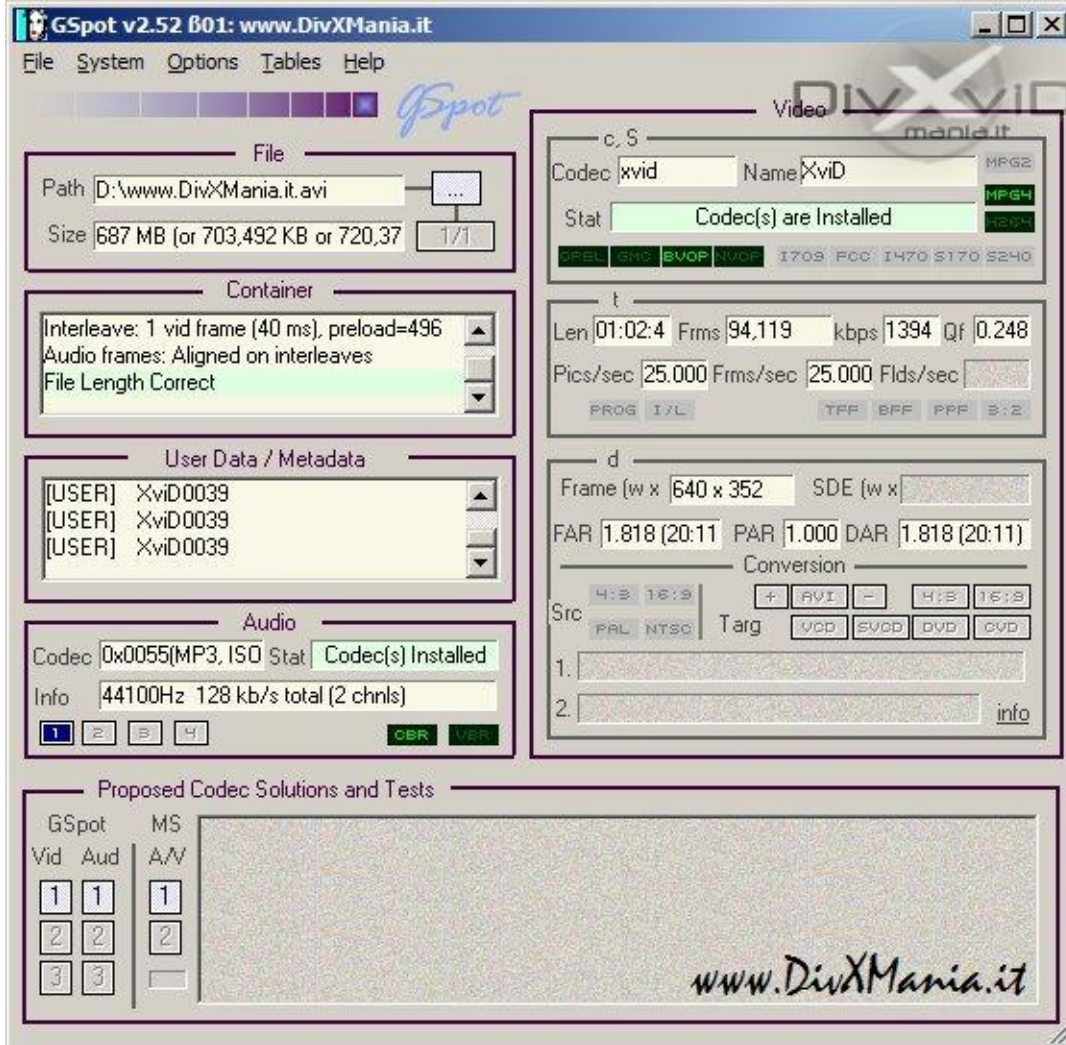 GSpot v2.52 ß01: www.DivXMania.it
File System Options Tables Help
GSpot
DivXviD
mania.it
File
Path D:\www.DivXMania.it.avi ...
Size 687 MB (or 703,492 KB or 720,37 1/1
Container
Interleave: 1 vid frame (40 ms), preload=496
Audio frames: Aligned on interleaves
File Length Correct
User Data / Metadata
[USER] XviD0039
[USER] XviD0039
[USER] XviD0039
Audio
Codec 0x0055(MP3, ISO Stat Codec(s) Installed
Info 44100Hz 128 kb/s total (2 chnls)
1 2 3 4 CBR VBR
Video
c, S
Codec xvid Name XviD MPG2
MPG4
Stat Codec(s) are Installed H264
QPEL GMC BVOP NVOP I709 FCC I470 S170 S240
t
Len 01:02:4 Frms 94,119 kbps 1394 Qf 0.248
Pics/sec 25.000 Frms/sec 25.000 Flds/sec
PROG I/L TFF BFF PPF 3:2
d
Frame (w x 640 x 352 SDE (w x
FAR 1.818 (20:11 PAR 1.000 DAR 1.818 (20:11)
Conversion
Src 4:3 16:9 + AVI - 4:3 16:9
PAL NTSC Targ VCD SVCD DVD CVD
1.
2. info
Proposed Codec Solutions and Tests
GSpot MS
Vid Aud A/V
1 1 1
2 2 2
3 3
www.DivXMania.it